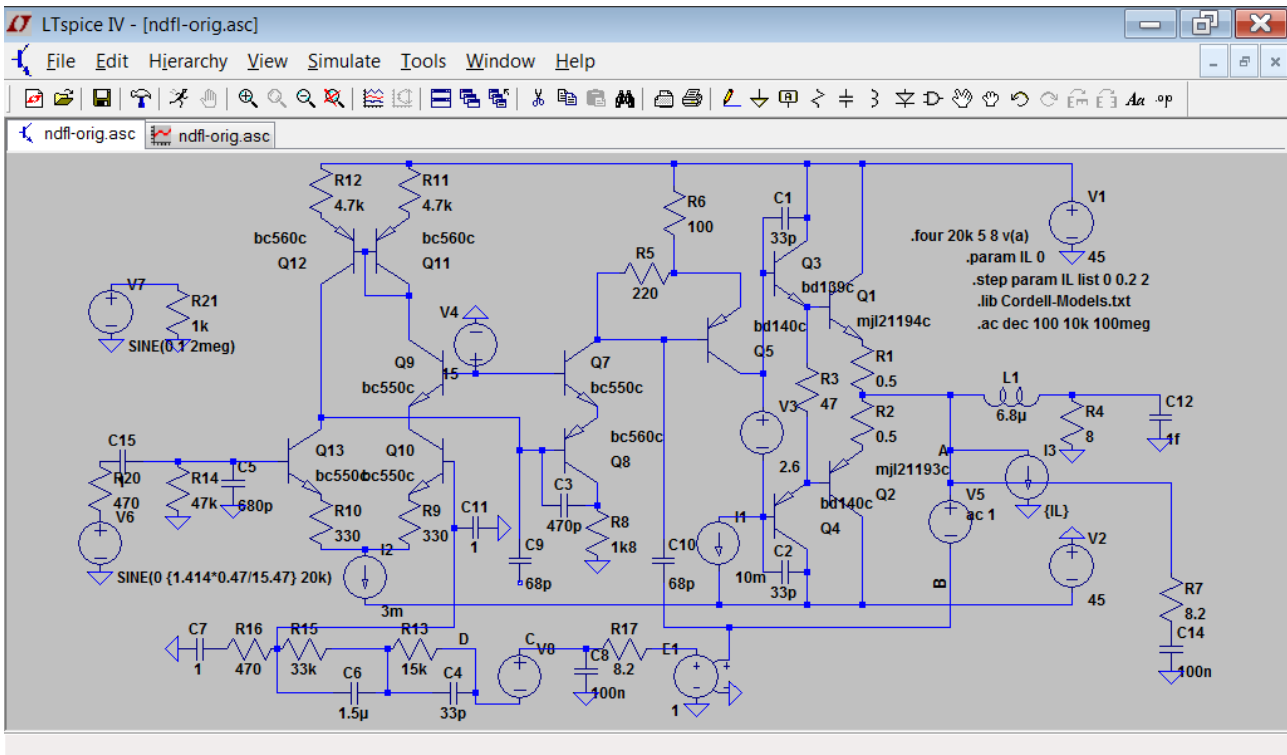 LTspice IV - [ndfl-orig.asc]
File Edit Hierarchy View Simulate Tools Window Help
Aa .op
ndfl-orig.asc ndfl-orig.asc
R12
4.7k
R11
4.7k
bc560c
Q12
bc560c
Q11
V7
SINE(0 1 2meg)
R21
1k
V4
15
R6
100
R5
220
C1
33p
Q3
bd139c
Q1
mjl21194c
bd140c
Q5
V1
45
.four 20k 5 8 v(a)
.param IL 0
.step param IL list 0 0.2 2
.lib Cordell-Models.txt
.ac dec 100 10k 100meg
Q9
bc550c
Q7
bc550c
R1
0.5
R3
47
R2
0.5
V3
2.6
L1
6.8µ
R4
8
C12
1f
C15
R20
470
V6
SINE(0 {1.414*0.47/15.47} 20k)
R14
47k
C5
680p
Q13
bc550c
Q10
bc550c
R10
330
R9
330
C11
1
bc560c
Q8
C3
470p
R8
1k8
C9
68p
C10
68p
I1
10m
mjl21193c
Q2
bd140c
Q4
C2
33p
A
I3
{IL}
V5
ac 1
B
V2
45
R7
8.2
C14
100n
I2
3m
C7
1
R16
470
R15
33k
R13
15k
D
C6
1.5µ
C4
33p
C
V8
R17
8.2
C8
100n
E1
1